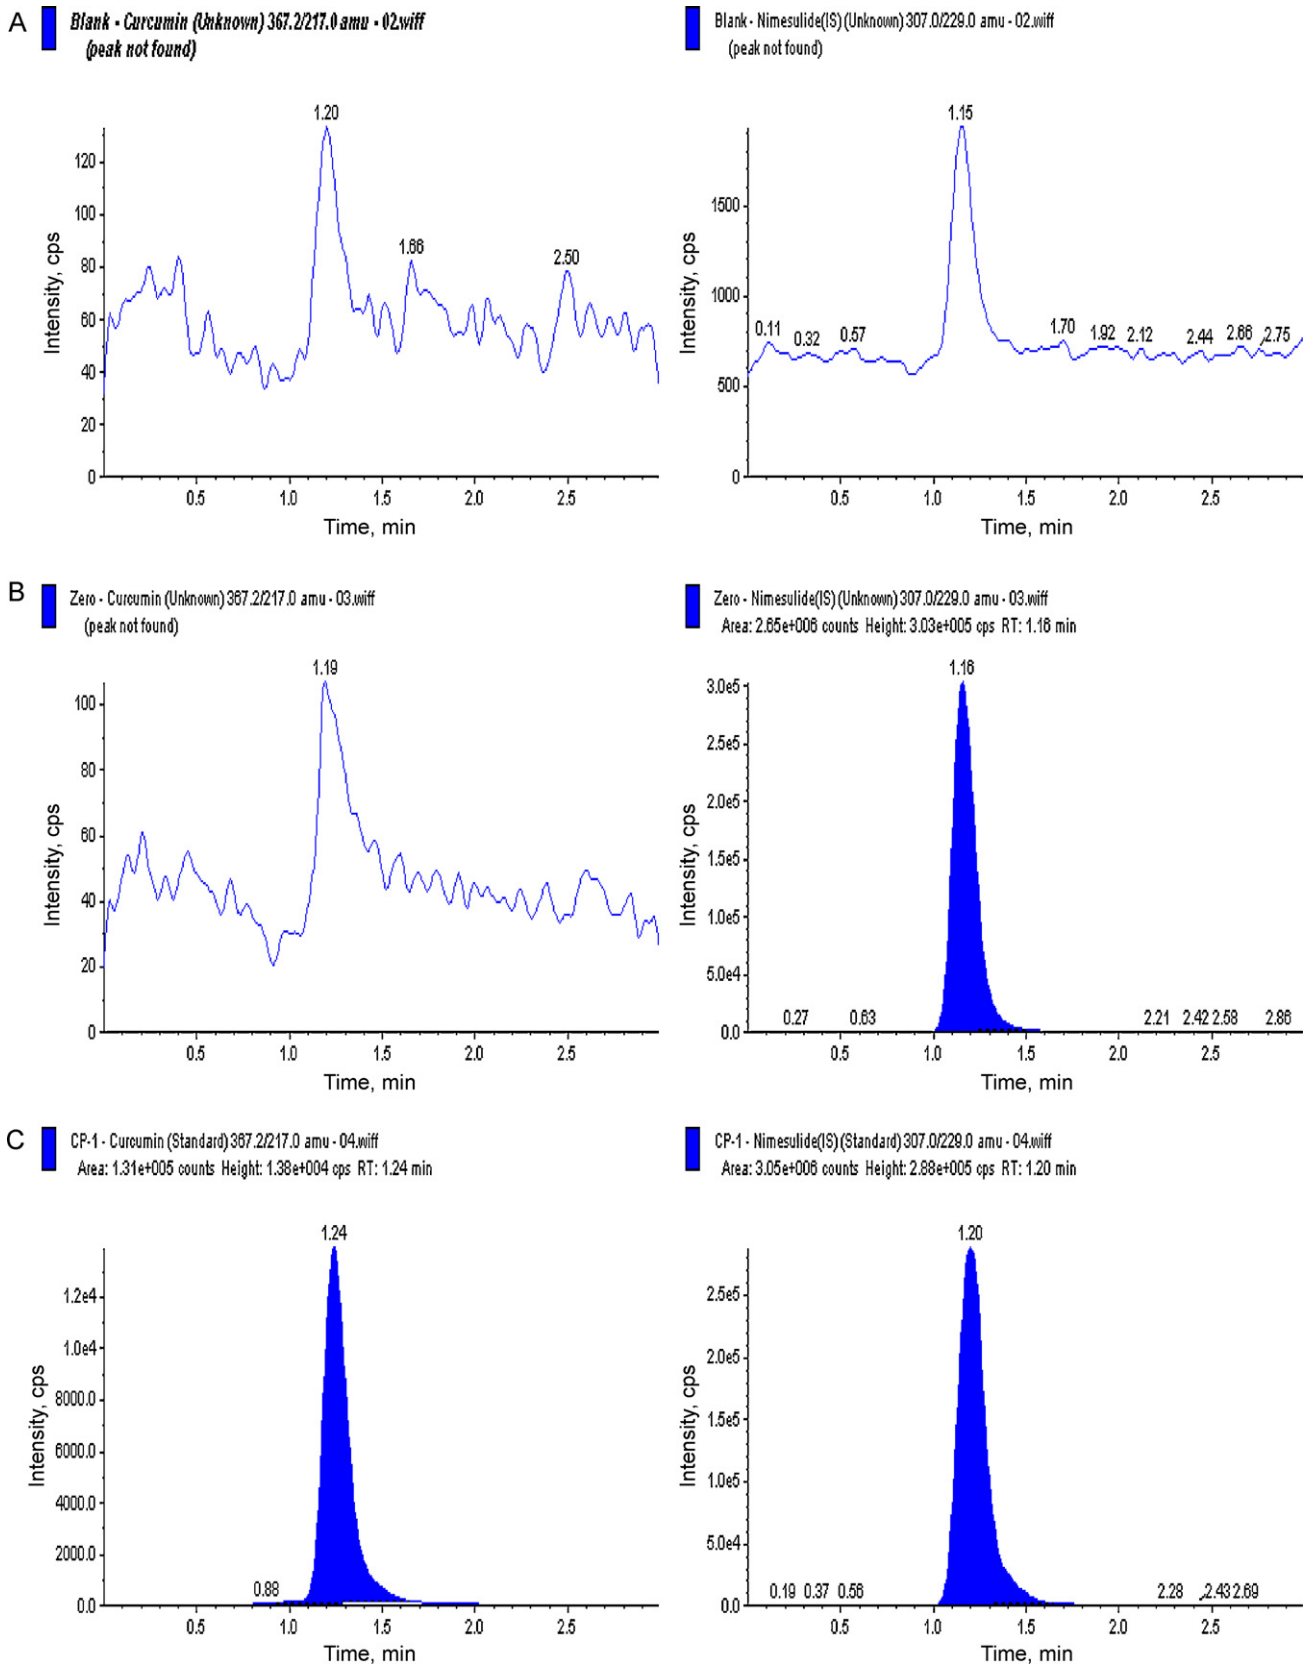 A
Blank - Curcumin (Unknown) 367.2/217.0 amu - 02.wiff
(peak not found)
Intensity, cps
120
100
80
60
40
20
0
1.20
1.66
2.50
0.5
1.0
1.5
2.0
2.5
Time, min
Blank - Nimesulide(IS) (Unknown) 307.0/229.0 amu - 02.wiff
(peak not found)
Intensity, cps
1500
1000
500
0
1.15
0.11
0.32
0.57
1.70
1.92
2.12
2.44
2.66
2.75
0.5
1.0
1.5
2.0
2.5
Time, min
B
Zero - Curcumin (Unknown) 367.2/217.0 amu - 03.wiff
(peak not found)
Intensity, cps
100
80
60
40
20
0
1.19
0.5
1.0
1.5
2.0
2.5
Time, min
Zero - Nimesulide(IS) (Unknown) 307.0/229.0 amu - 03.wiff
Area: 2.65e+006 counts Height: 3.03e+005 cps RT: 1.16 min
Intensity, cps
3.0e5
2.5e5
2.0e5
1.5e5
1.0e5
5.0e4
0.0
1.16
0.27
0.63
2.21
2.42
2.58
2.86
0.5
1.0
1.5
2.0
2.5
Time, min
C
CP-1 - Curcumin (Standard) 367.2/217.0 amu - 04.wiff
Area: 1.31e+005 counts Height: 1.38e+004 cps RT: 1.24 min
Intensity, cps
1.2e4
1.0e4
8000.0
6000.0
4000.0
2000.0
0.0
1.24
0.88
0.5
1.0
1.5
2.0
2.5
Time, min
CP-1 - Nimesulide(IS) (Standard) 307.0/229.0 amu - 04.wiff
Area: 3.05e+006 counts Height: 2.88e+005 cps RT: 1.20 min
Intensity, cps
2.5e5
2.0e5
1.5e5
1.0e5
5.0e4
0.0
1.20
0.19
0.37
0.56
2.28
2.43
2.69
0.5
1.0
1.5
2.0
2.5
Time, min